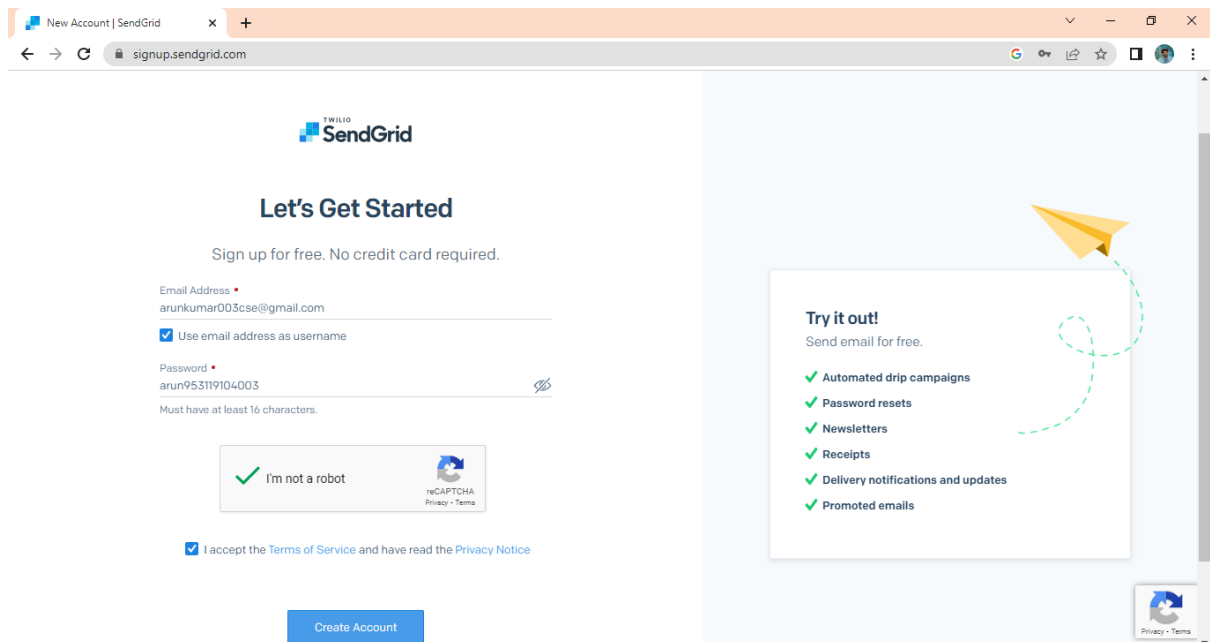 New Account | SendGrid
signup.sendgrid.com
TWILIO
SendGrid
Let's Get Started
Sign up for free. No credit card required.
Email Address •
arunkumar003cse@gmail.com
Use email address as username
Password •
arun953119104003
Must have at least 16 characters.
I'm not a robot
reCAPTCHA
Privacy - Terms
I accept the Terms of Service and have read the Privacy Notice
Create Account
Try it out!
Send email for free.
Automated drip campaigns
Password resets
Newsletters
Receipts
Delivery notifications and updates
Promoted emails
Privacy - Terms